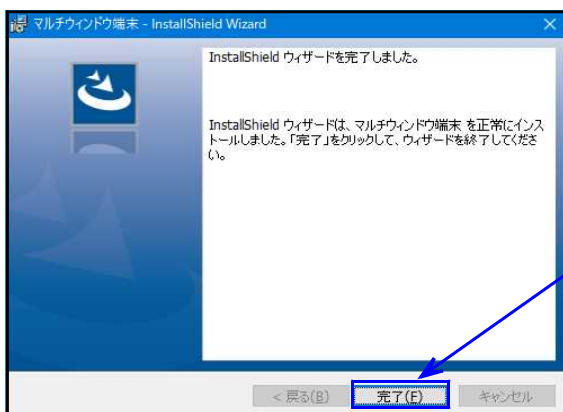 マルチウィンドウ端末 - InstallShield Wizard
InstallShield ウィザードを完了しました。
InstallShield ウィザードは、マルチウィンドウ端末 を正常にインス
トールしました。「完了」をクリックして、ウィザードを終了してくださ
い。
< 戻る(B)
完了(F)
キャンセル